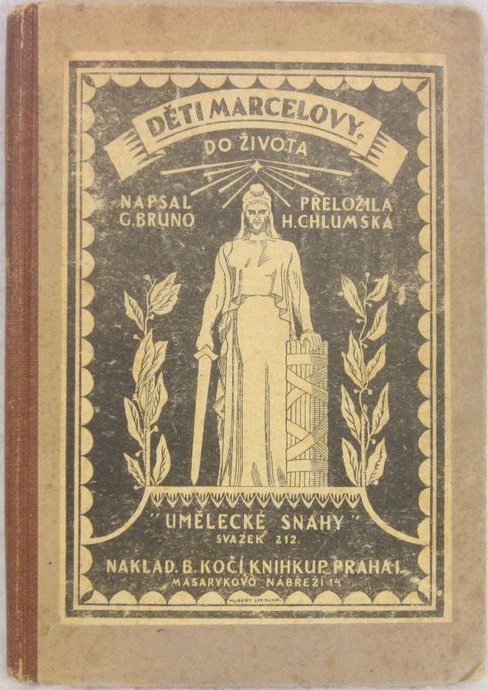 DĚTI MARCELOVY.
DO ŽIVOTA
NAPSAL
G. BRUNO
PŘELOŽILA
H. CHLUMSKÁ
"UMĚLECKÉ SNAHY"
SVAZEK 212.
NAKLAD. B. KOČÍ KNIHKUP. PRAHA I.
MASARYKOVO NÁBŘEŽÍ 14.
HUBERT